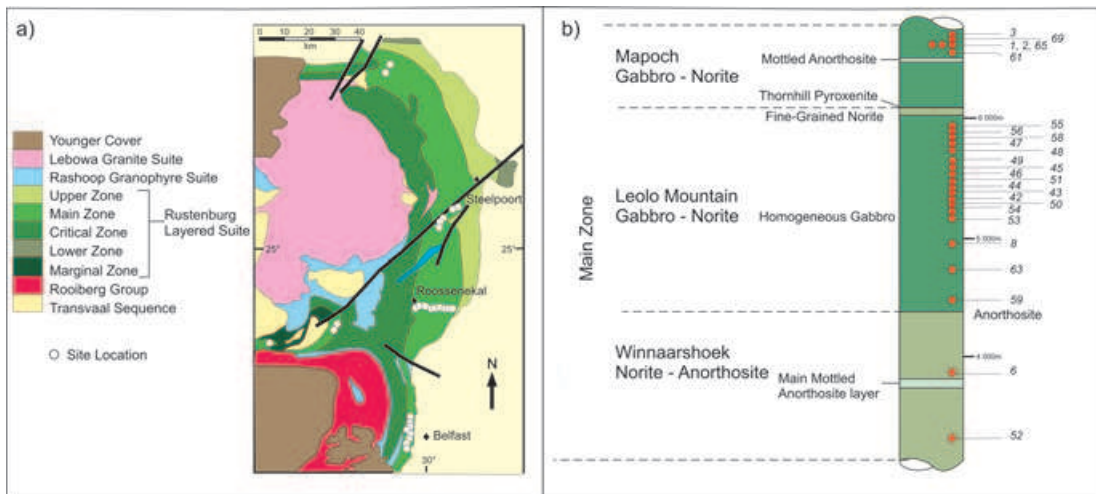 a)
0 10 20 30 40
km
Younger Cover
Lebowa Granite Suite
Rashoop Granophyre Suite
Upper Zone
Main Zone
Critical Zone
Lower Zone
Marginal Zone
Rustenburg
Layered Suite
Rooiberg Group
Transvaal Sequence
Site Location
Steelpoort
25°
25°
Roossenekal
N
Belfast
30°
b)
Main Zone
Mapoch
Gabbro - Norite
Mottled Anorthosite
Thornhill Pyroxenite
Fine-Grained Norite
Leolo Mountain
Gabbro - Norite
Homogeneous Gabbro
Anorthosite
Winnaarshoek
Norite - Anorthosite
Main Mottled
Anorthosite layer
3
69
1, 2, 65
61
6 000m
55
56
58
47
48
49
45
46
51
44
43
42
50
54
53
5 000m
8
63
59
4 000m
6
52